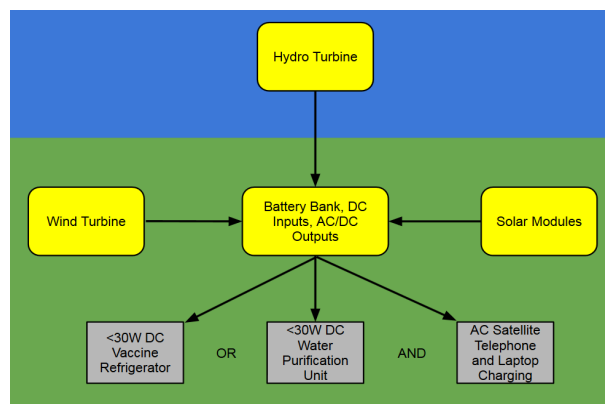 Hydro Turbine
Wind Turbine
Battery Bank, DC
Inputs, AC/DC
Outputs
Solar Modules
<30W DC
Vaccine
Refrigerator
OR
<30W DC
Water
Purification
Unit
AND
AC Satellite
Telephone
and Laptop
Charging